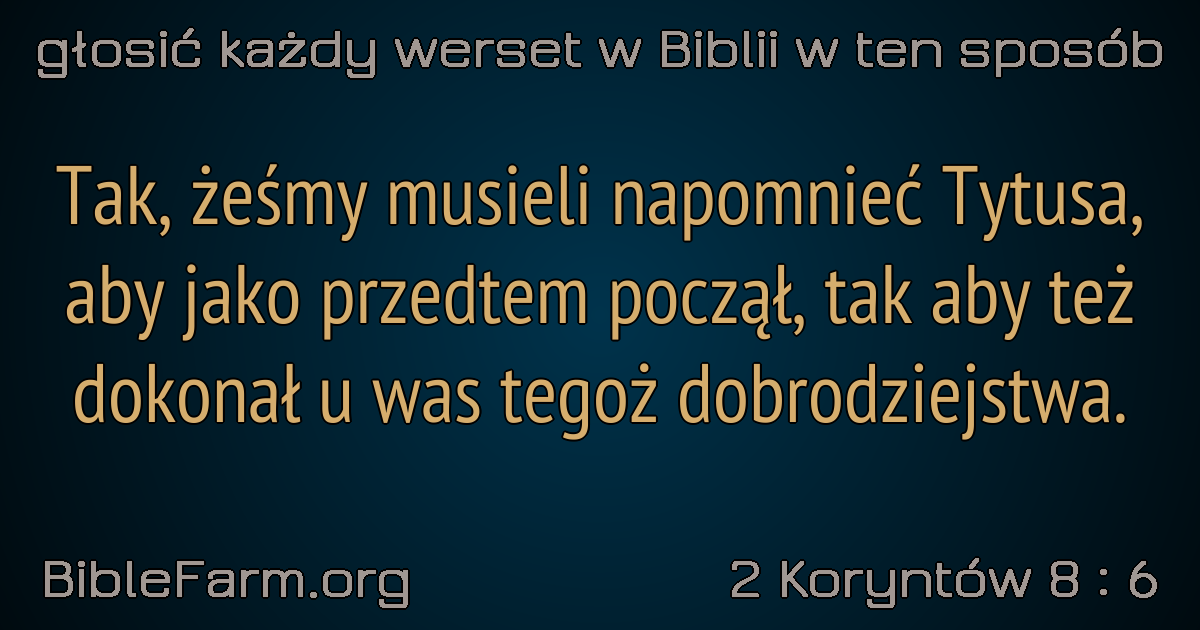 głosić każdy werset w Biblii w ten sposób
Tak, żeśmy musieli napomnieć Tytusa,
aby jako przedtem począł, tak aby też
dokonał u was tegoż dobrodziejstwa.
BibleFarm.org
2 Koryntów 8 : 6